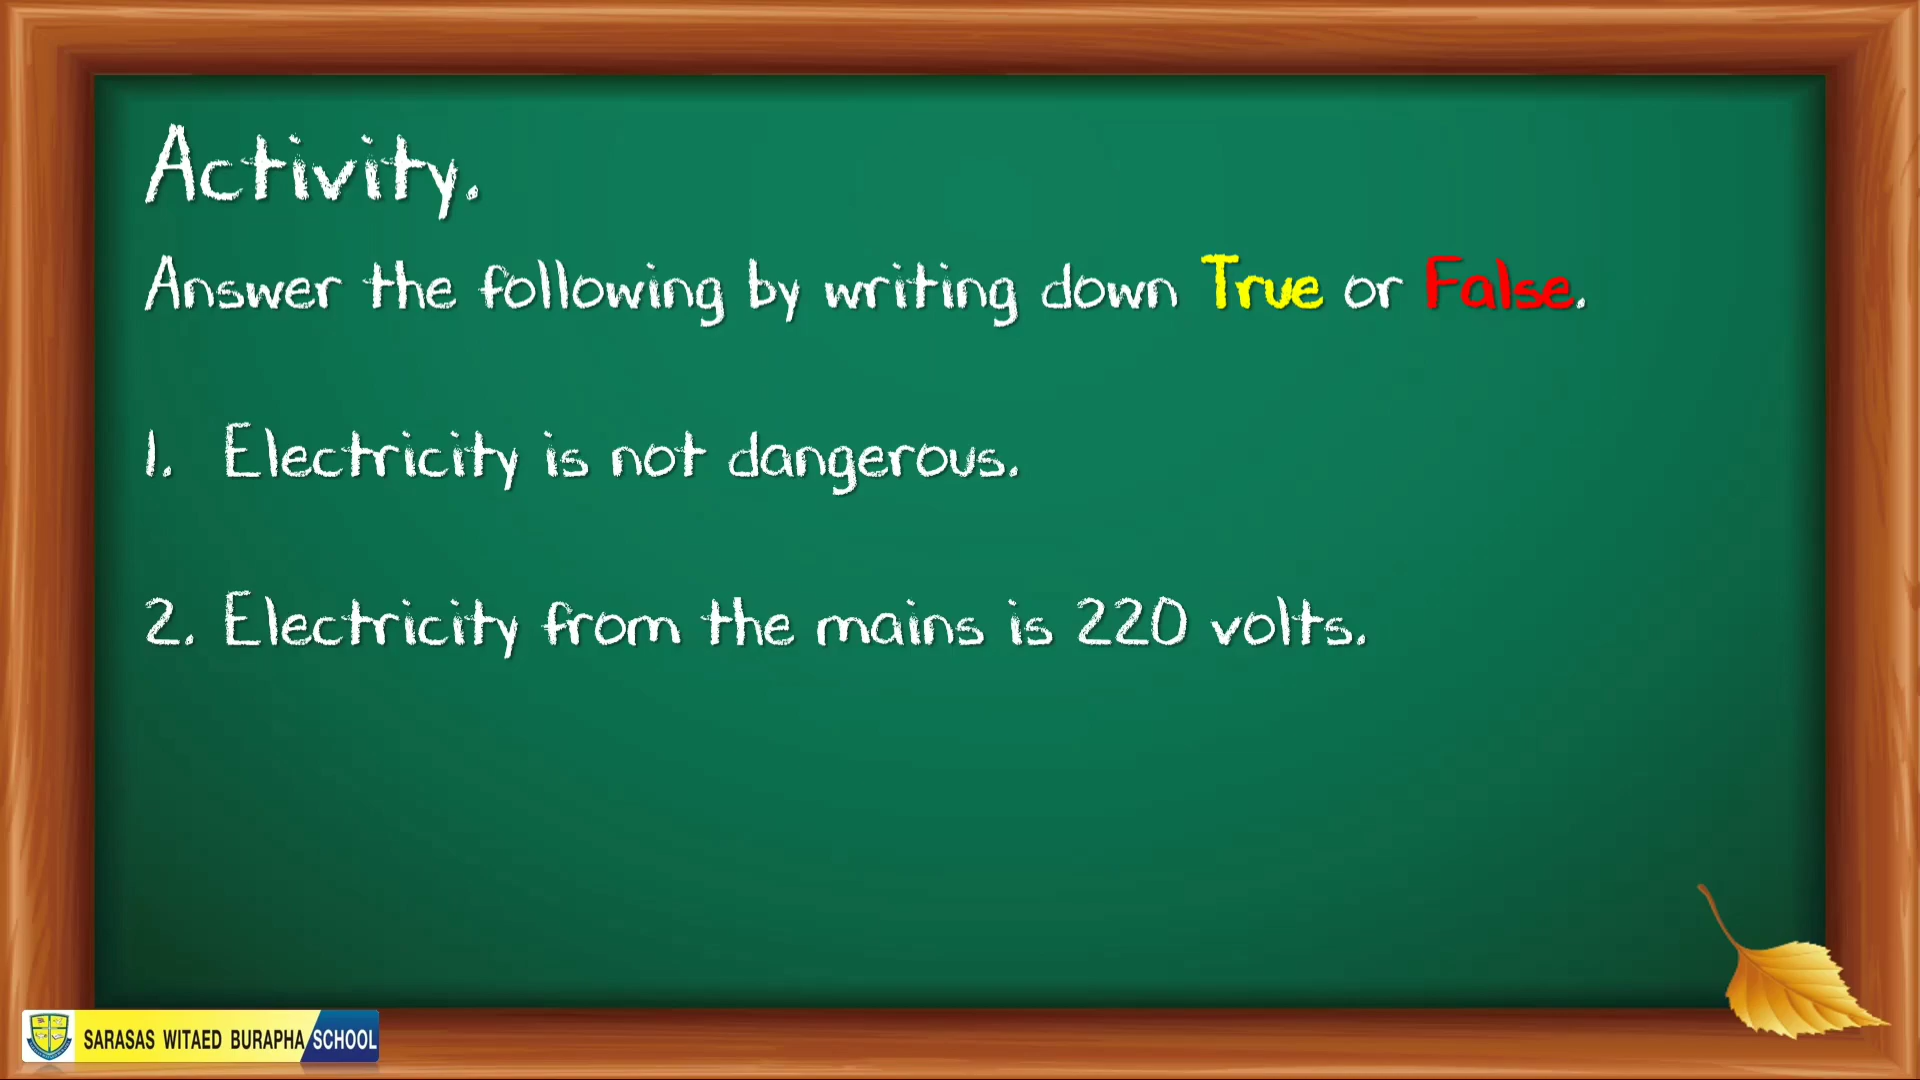 Activity.
Answer the following by writing down True or False.
1. Electricity is not dangerous.
2. Electricity from the mains is 220 volts.
SARASAS WITAED BURAPHA SCHOOL